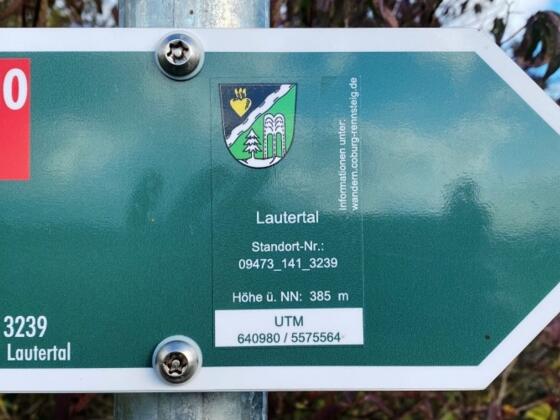 0
Informationen unter:
wandern.coburg-rennsteig.de
Lautertal
Standort-Nr.:
09473_141_3239
Höhe ü. NN: 385 m
UTM
640980 / 5575564
3239
Lautertal